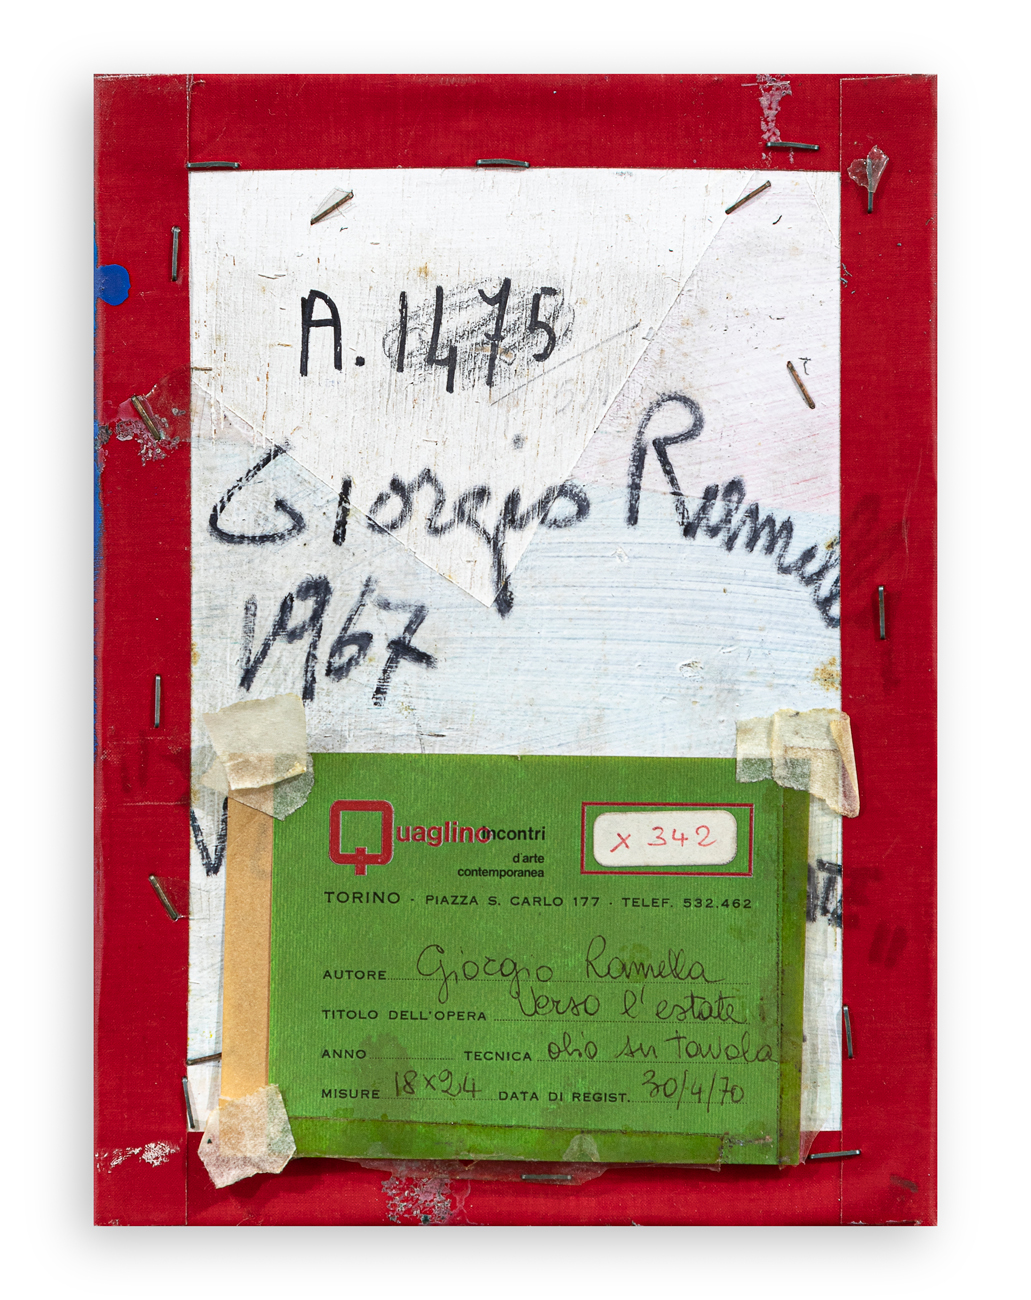 A. 1475
Giorgio Ramella
1967
Quaglino incontri
d'arte
contemporanea
x 342
TORINO - PIAZZA S. CARLO 177 - TELEF. 532.462
AUTORE Giorgio Ramella
TITOLO DELL'OPERA Verso l'estate
ANNO TECNICA olio su tavola
MISURE 18x24 DATA DI REGIST. 30/4/70